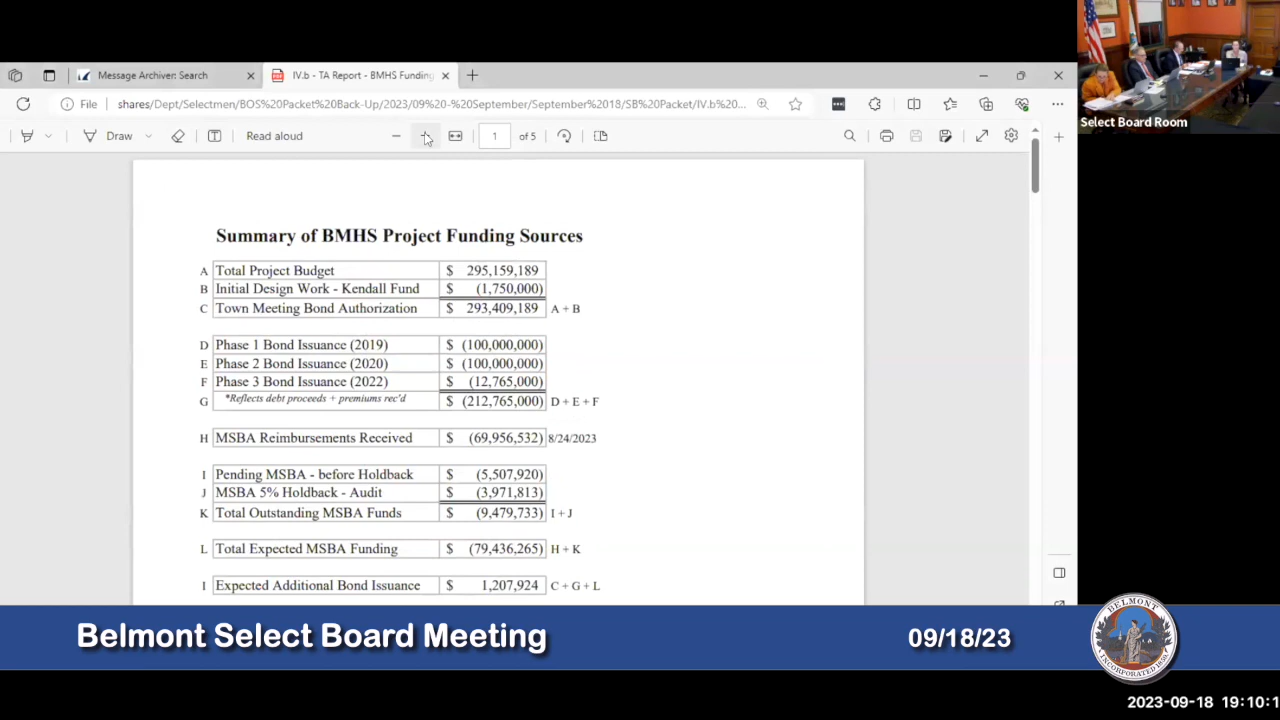 Message Archiver: Search
IV.b - TA Report - BMHS Funding
File shares/Dept/Selectmen/BOS%20Packet%20Back-Up/2023/09%20-%20September/September%2018/SB%20Packet/IV.b%20...
Draw Read aloud 1 of 5
Select Board Room
Summary of BMHS Project Funding Sources
A Total Project Budget $ 295,159,189
B Initial Design Work - Kendall Fund $ (1,750,000)
C Town Meeting Bond Authorization $ 293,409,189 A + B
D Phase 1 Bond Issuance (2019) $ (100,000,000)
E Phase 2 Bond Issuance (2020) $ (100,000,000)
F Phase 3 Bond Issuance (2022) $ (12,765,000)
G *Reflects debt proceeds + premiums rec'd $ (212,765,000) D + E + F
H MSBA Reimbursements Received $ (69,956,532) 8/24/2023
I Pending MSBA - before Holdback $ (5,507,920)
J MSBA 5% Holdback - Audit $ (3,971,813)
K Total Outstanding MSBA Funds $ (9,479,733) I + J
L Total Expected MSBA Funding $ (79,436,265) H + K
I Expected Additional Bond Issuance $ 1,207,924 C + G + L
Belmont Select Board Meeting
09/18/23
BELMONT
INCORPORATED 1859
2023-09-18 19:10:1